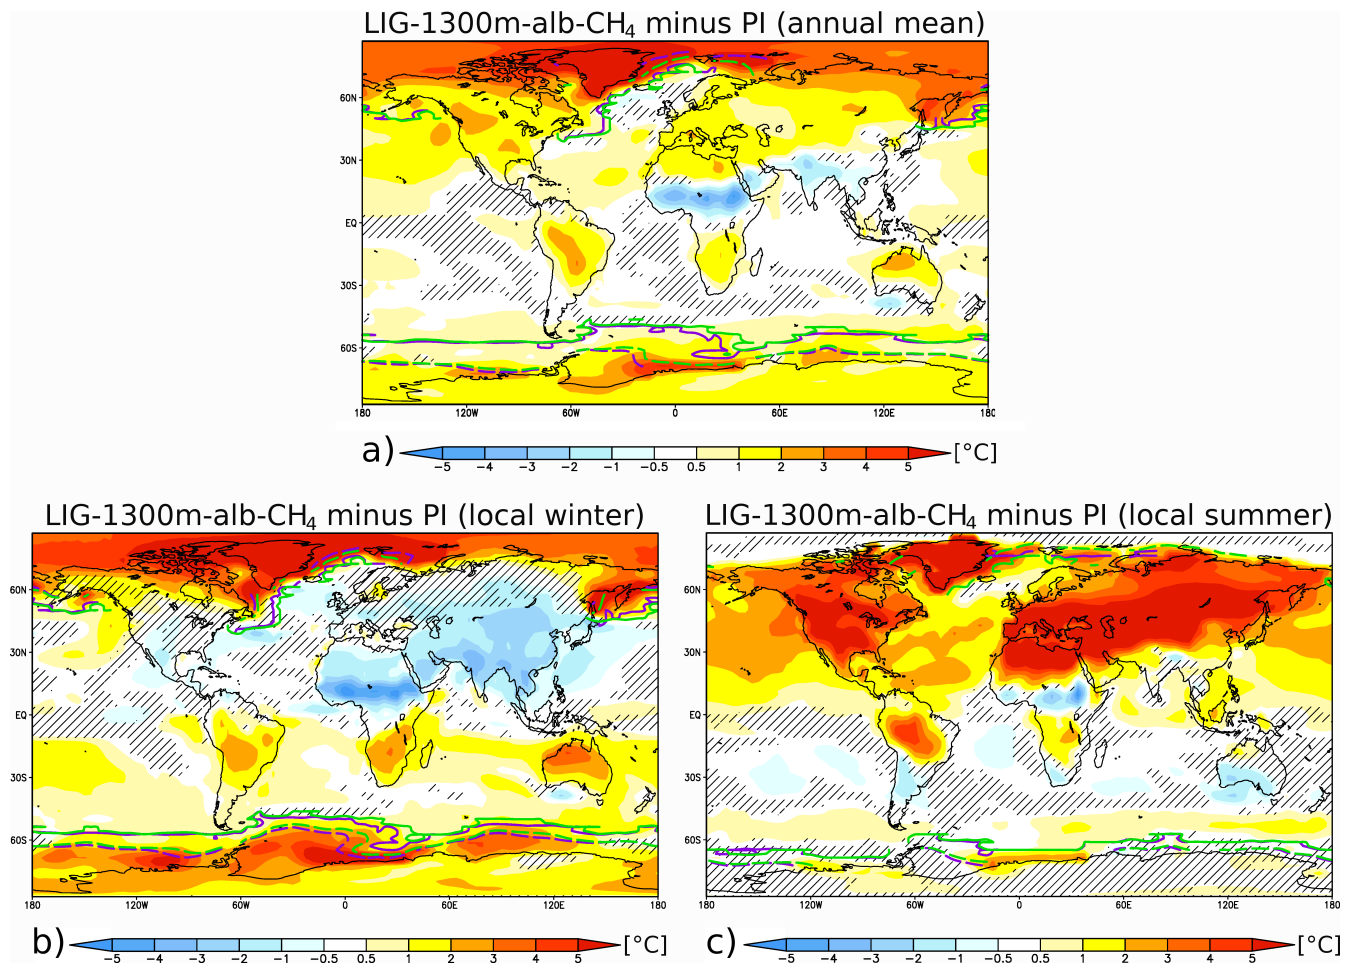 LIG-1300m-alb-CH₄ minus PI (annual mean)
60N
30N
EQ
30S
60S
180 120W 60W 0 60E 120E 180
a) [°C]
−5 −4 −3 −2 −1 −0.5 0.5 1 2 3 4 5
LIG-1300m-alb-CH₄ minus PI (local winter)
60N
30N
EQ
30S
60S
180 120W 60W 0 60E 120E 180
b) [°C]
−5 −4 −3 −2 −1 −0.5 0.5 1 2 3 4 5
LIG-1300m-alb-CH₄ minus PI (local summer)
60N
30N
EQ
30S
60S
180 120W 60W 0 60E 120E 180
c) [°C]
−5 −4 −3 −2 −1 −0.5 0.5 1 2 3 4 5